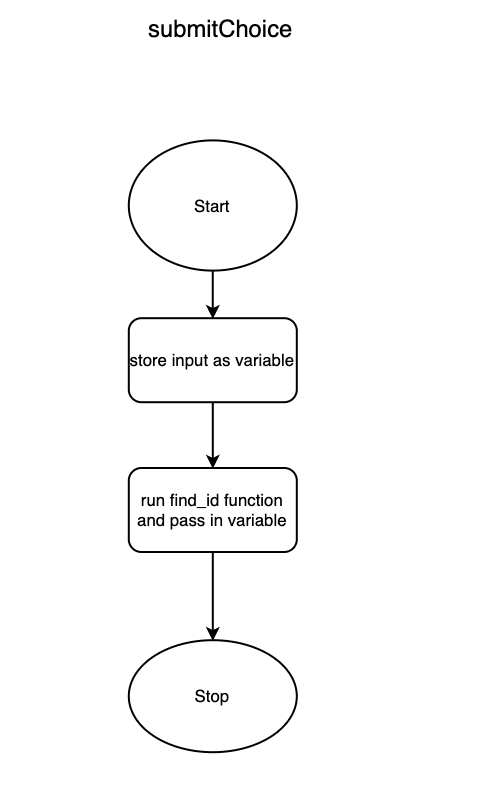 submitChoice
Start
store input as variable
run find_id function
and pass in variable
Stop